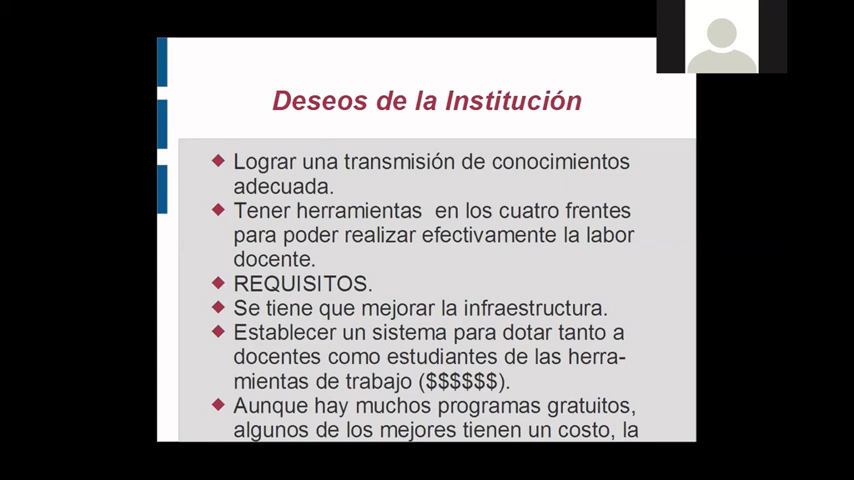 Deseos de la Institución
Lograr una transmisión de conocimientos
adecuada.
Tener herramientas en los cuatro frentes
para poder realizar efectivamente la labor
docente.
REQUISITOS.
Se tiene que mejorar la infraestructura.
Establecer un sistema para dotar tanto a
docentes como estudiantes de las herra-
mientas de trabajo ($$$$$$).
Aunque hay muchos programas gratuitos,
algunos de los mejores tienen un costo, la